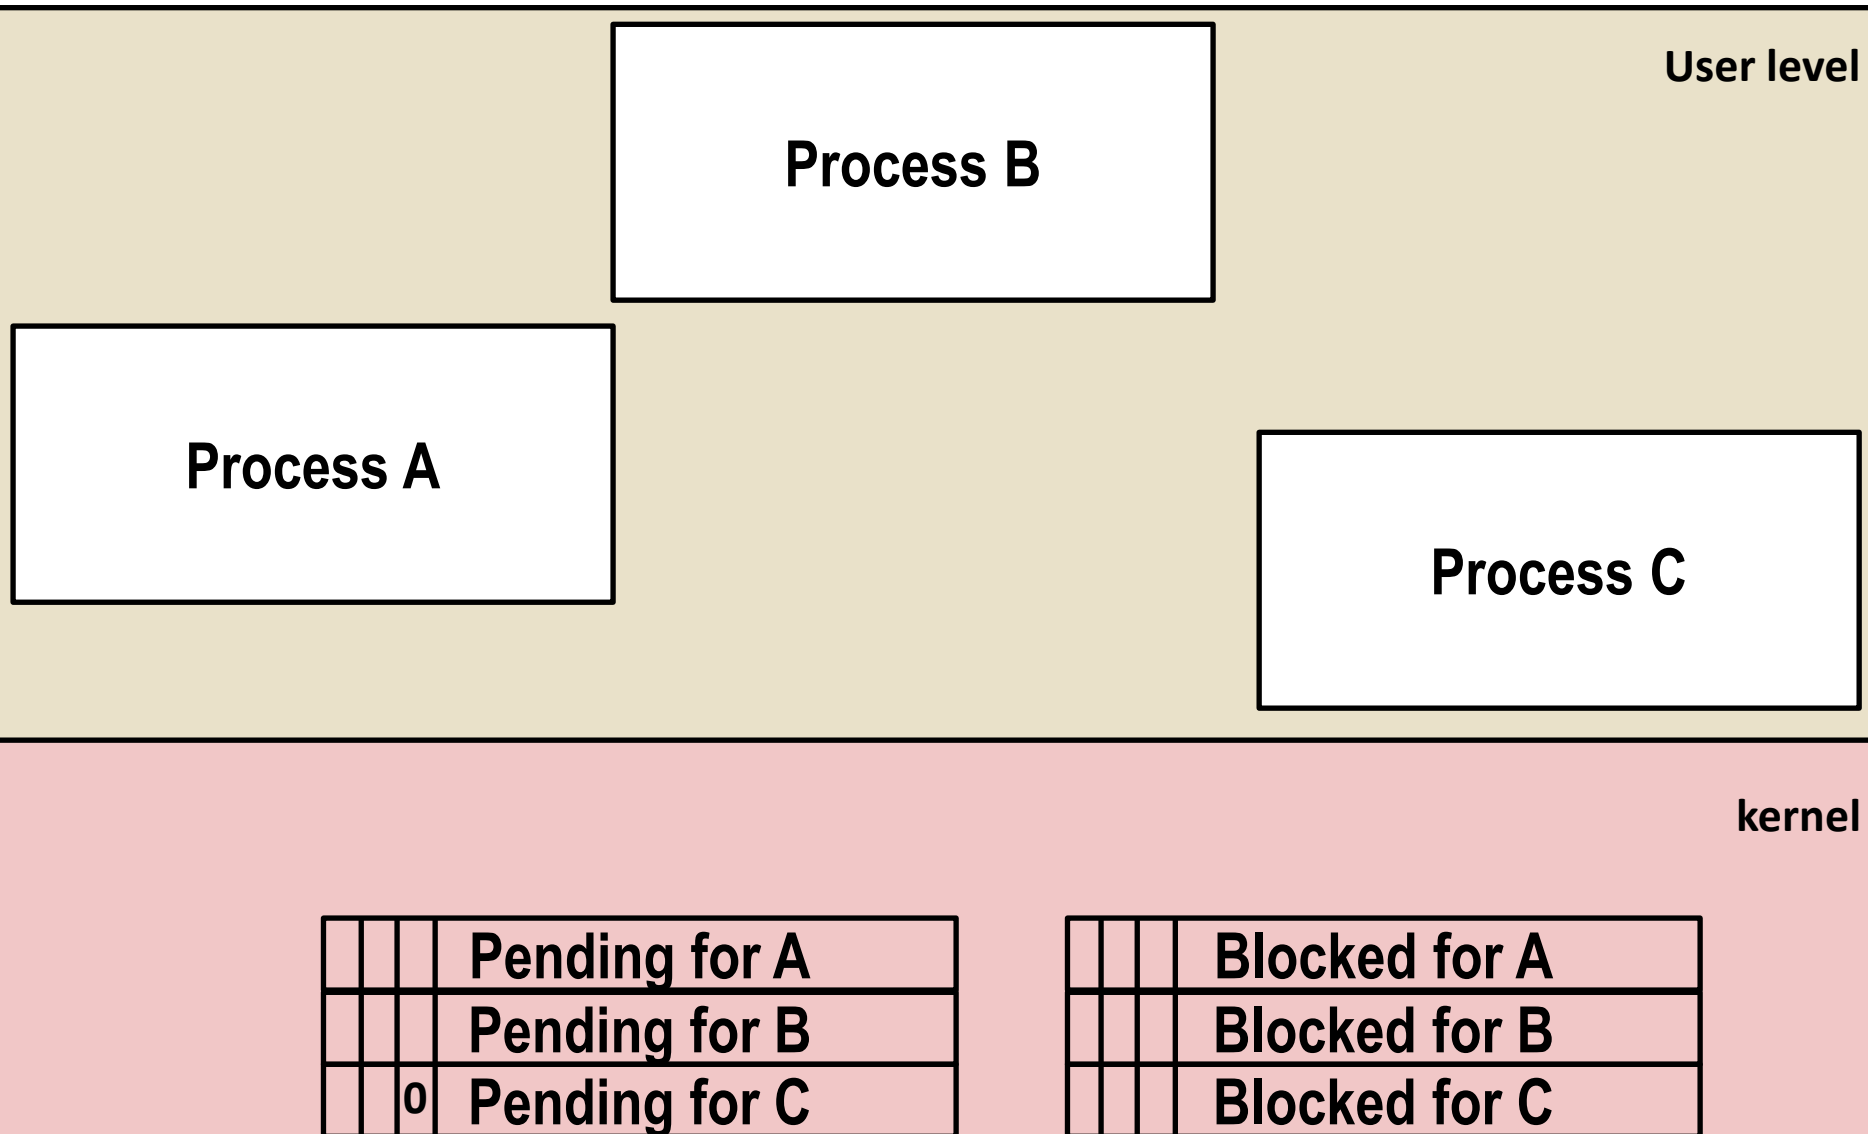 User level
Process B
Process A
Process C
kernel
Pending for A
Blocked for A
Pending for B
Blocked for B
0 Pending for C
Blocked for C